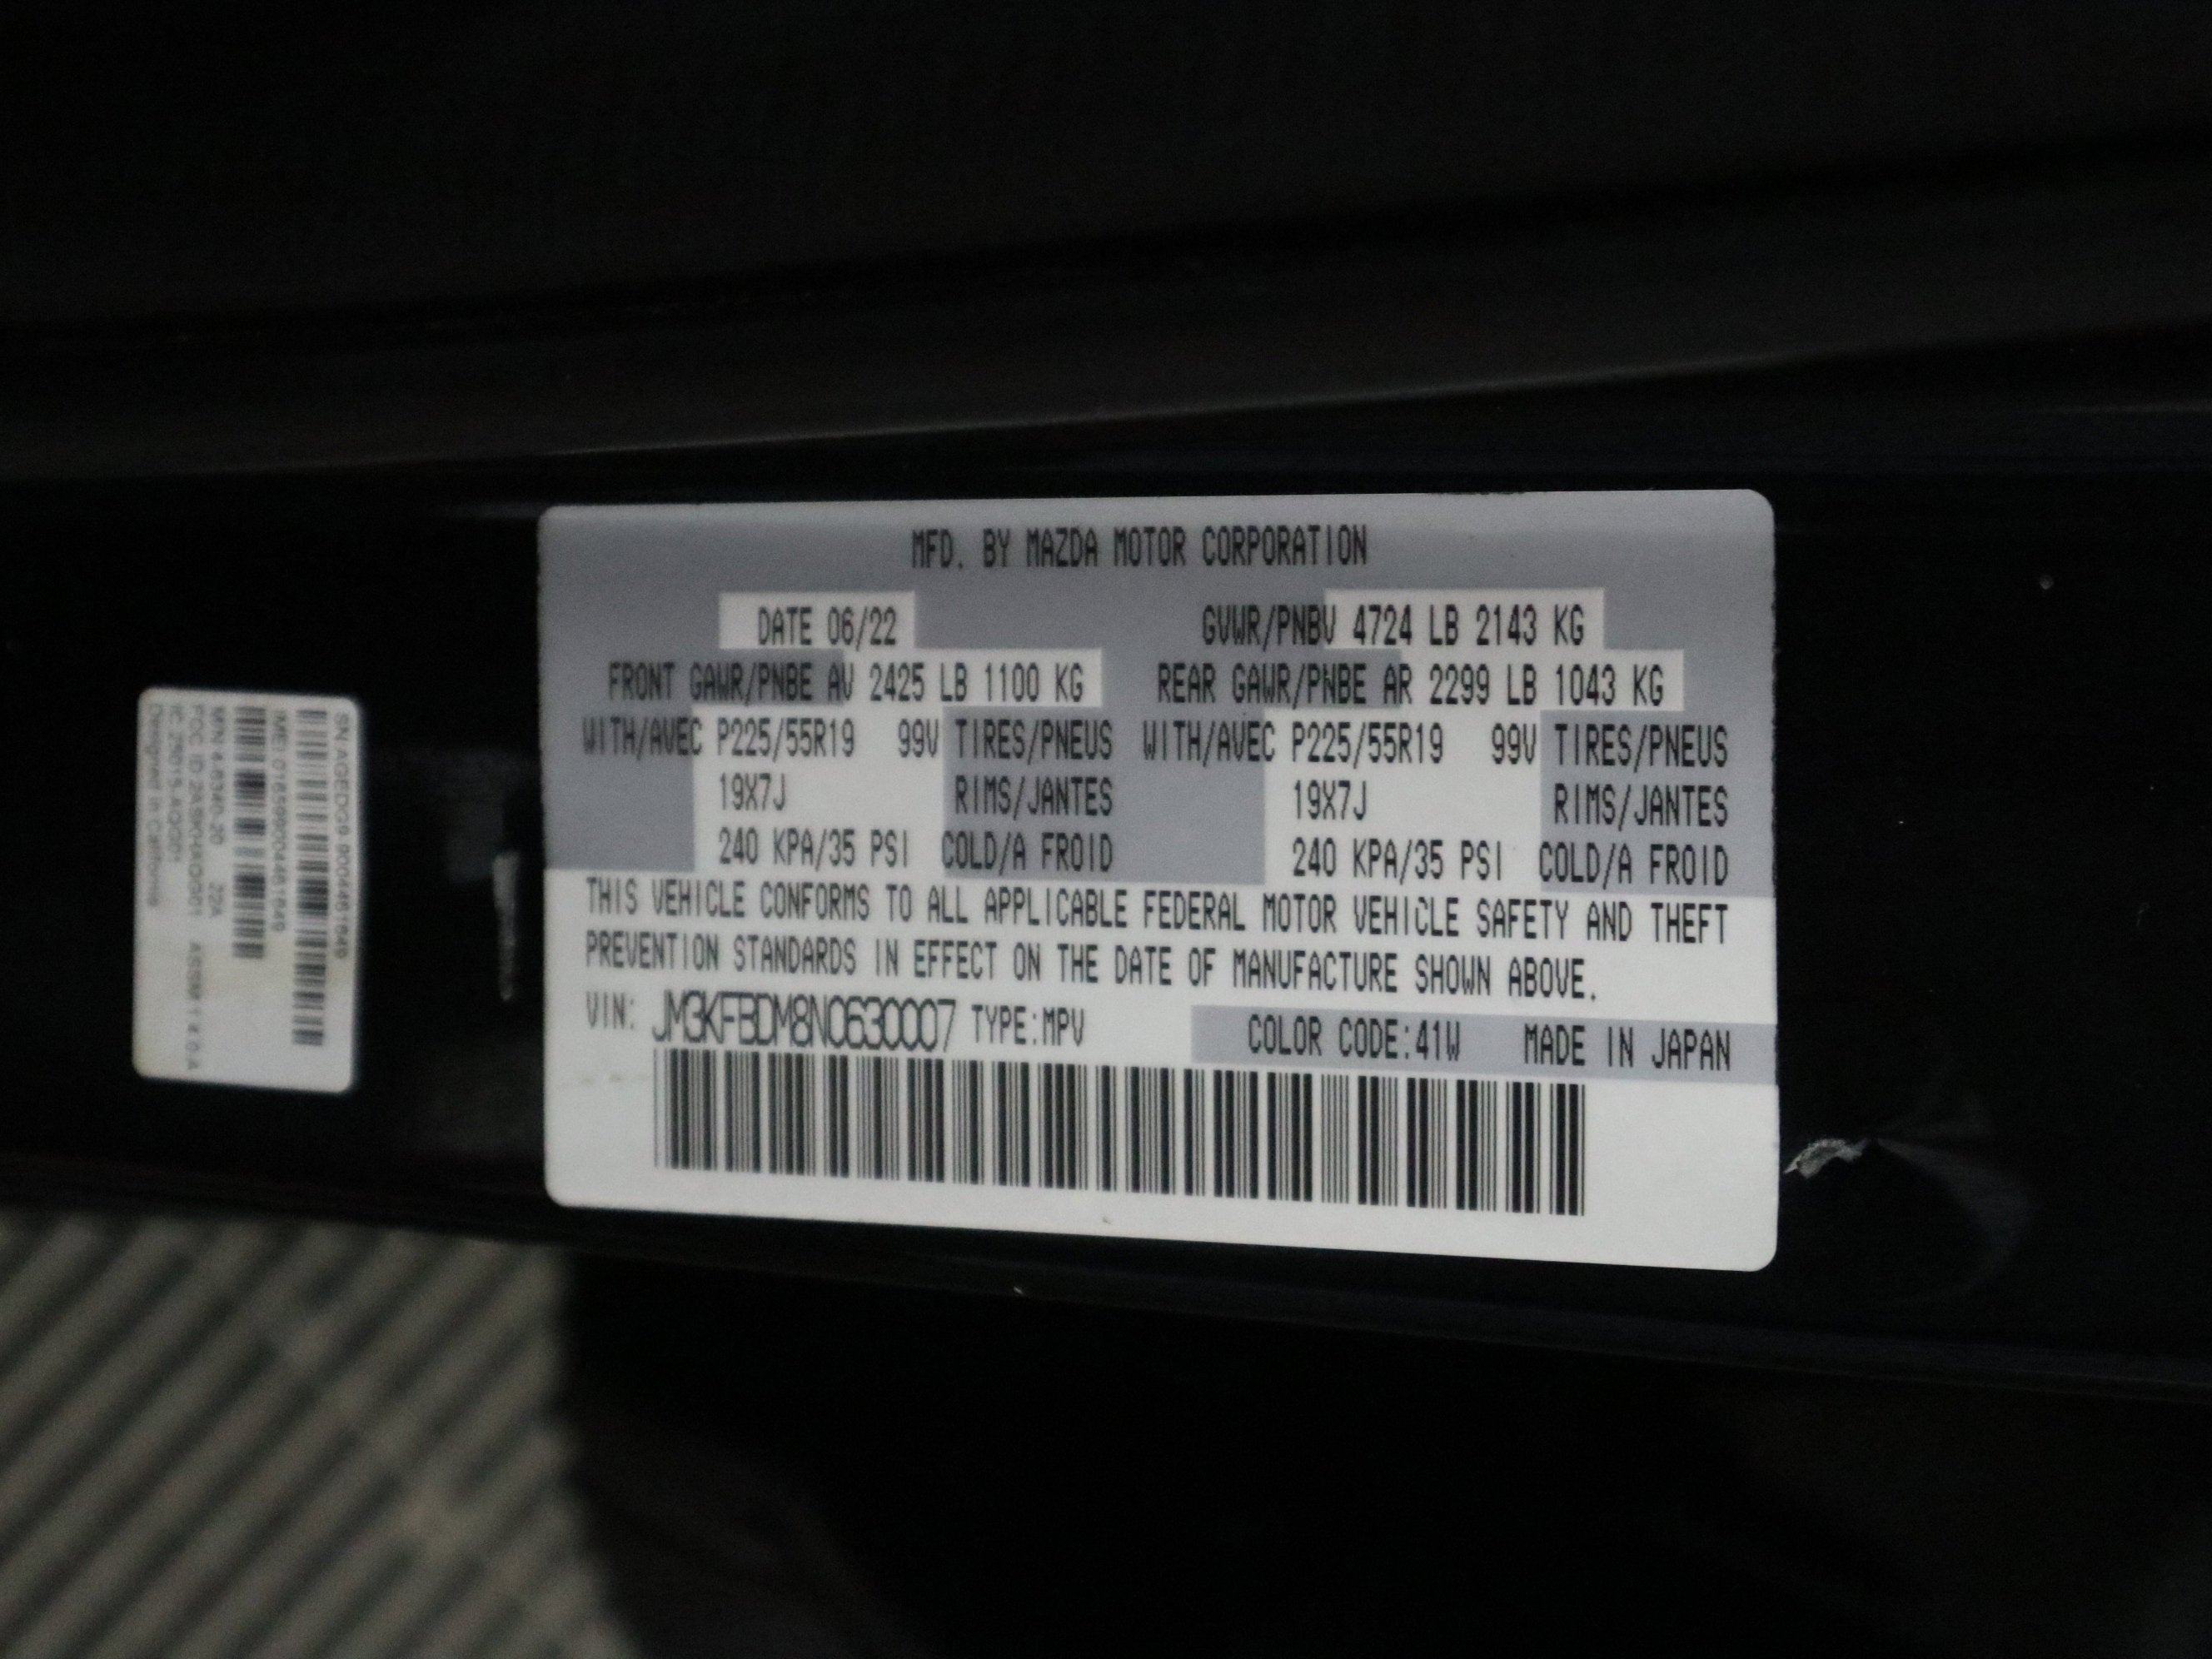 MFD. BY MAZDA MOTOR CORPORATION
DATE 06/22 GVWR/PNBV 4724 LB 2143 KG
FRONT GAWR/PNBE AV 2425 LB 1100 KG REAR GAWR/PNBE AR 2299 LB 1043 KG
WITH/AVEC P225/55R19 99V TIRES/PNEUS WITH/AVEC P225/55R19 99V TIRES/PNEUS
19X7J RIMS/JANTES 19X7J RIMS/JANTES
240 KPA/35 PSI COLD/A FROID 240 KPA/35 PSI COLD/A FROID
THIS VEHICLE CONFORMS TO ALL APPLICABLE FEDERAL MOTOR VEHICLE SAFETY AND THEFT
PREVENTION STANDARDS IN EFFECT ON THE DATE OF MANUFACTURE SHOWN ABOVE.
VIN: JM3KFBDM8N0630007 TYPE:MPV COLOR CODE:41W MADE IN JAPAN
SN
IMEI
M/N 22A
FCC ID
Designed in California